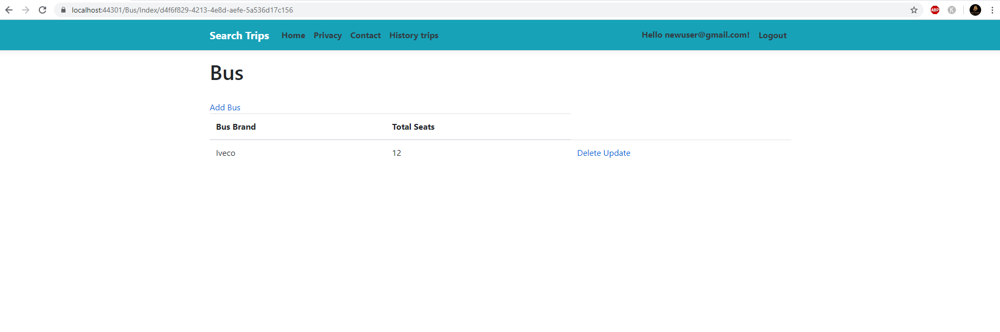 localhost:44301/Bus/Index/d4f6f829-4213-4e8d-aefe-5a536d17c156
ABP
K
Search Trips Home Privacy Contact History trips Hello newuser@gmail.com! Logout
Bus
Add Bus
Bus Brand Total Seats
Iveco 12 Delete Update